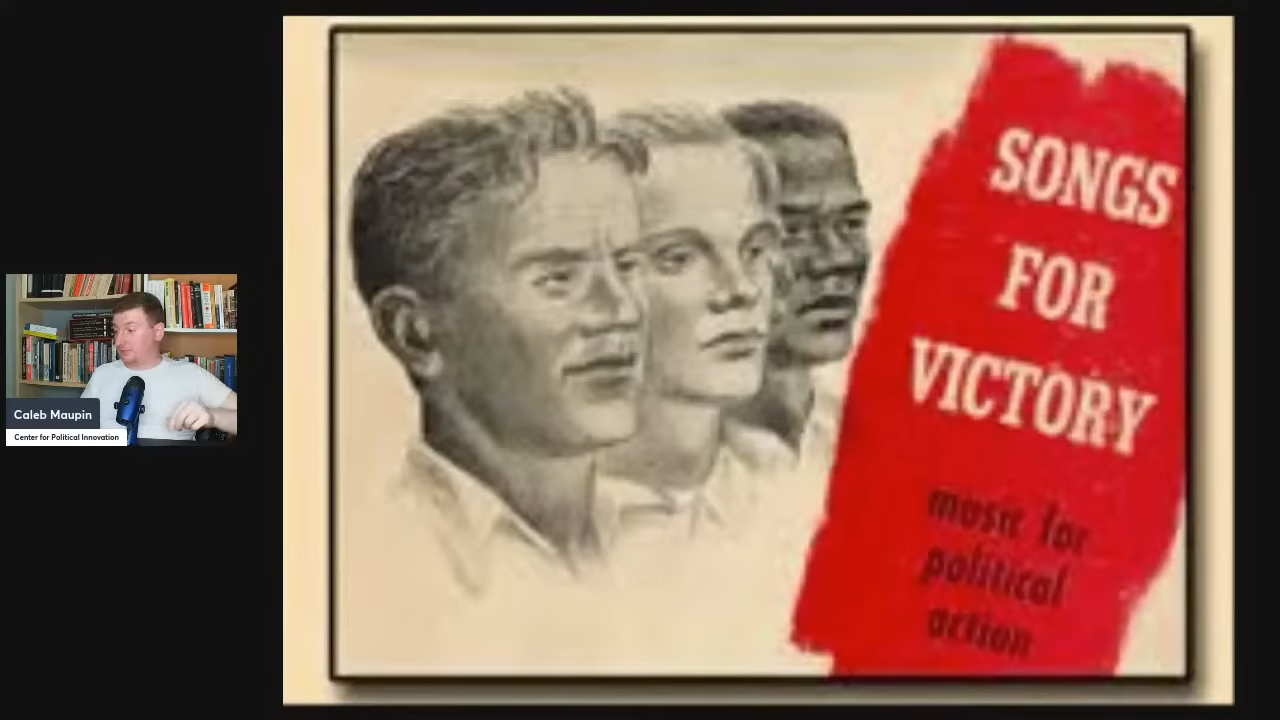 SONGS
FOR
VICTORY
music for
political
action
Caleb Maupin
Center for Political Innovation